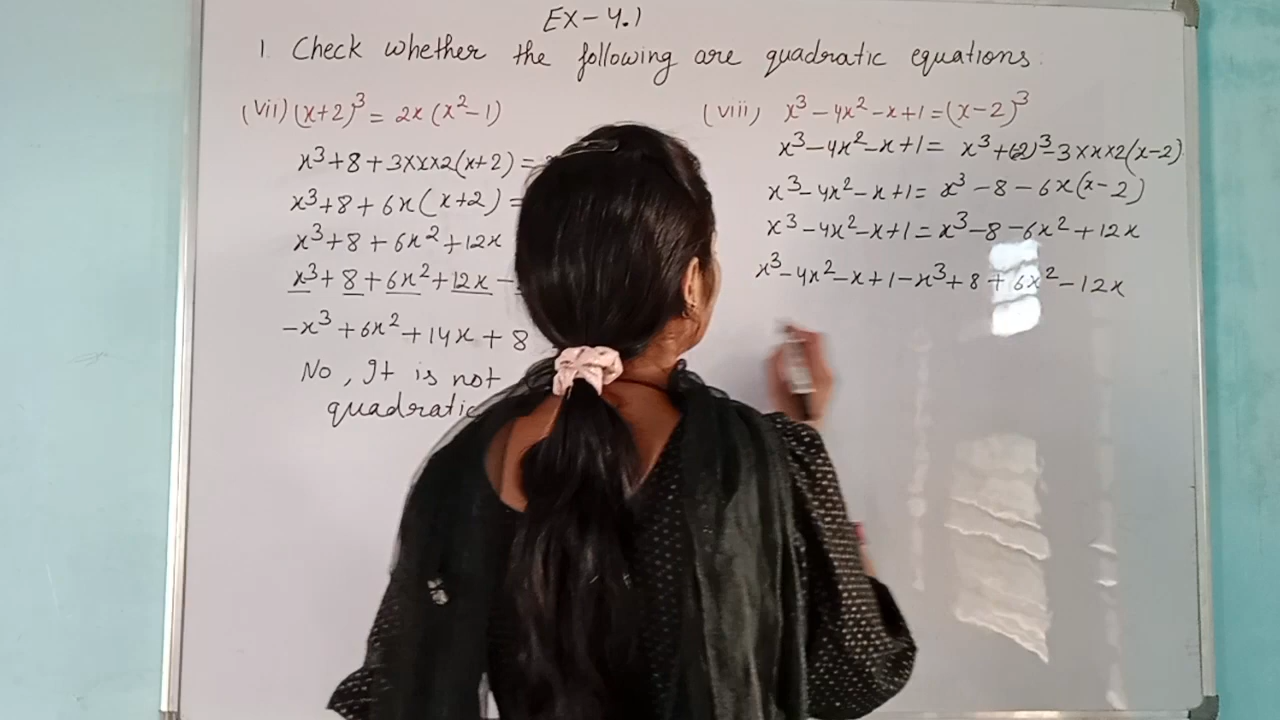 EX-4.1
1. Check whether the following are quadratic equations:
(vii) (x+2)³ = 2x(x²-1)
x³+8+3×x×2(x+2) =
x³+8+6x(x+2) =
x³+8+6x²+12x
x³+8+6x²+12x-
-x³+6x²+14x+8
No, It is not
quadratic
(viii) x³-4x²-x+1=(x-2)³
x³-4x²-x+1= x³+(-2)³-3×x×2(x-2)
x³-4x²-x+1= x³-8-6x(x-2)
x³-4x²-x+1= x³-8-6x²+12x
x³-4x²-x+1-x³+8+6x²-12x